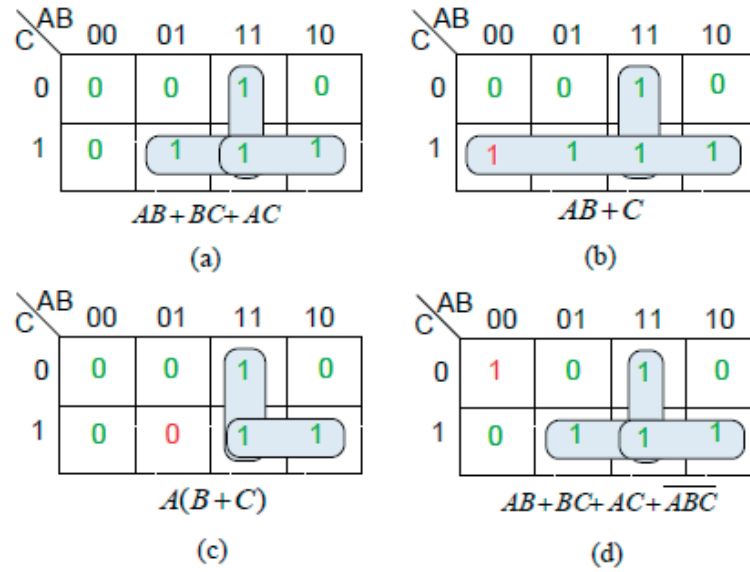 AB AB
C 00 01 11 10 C 00 01 11 10
0 0 0 1 0 0 0 0 1 0
1 0 1 1 1 1 1 1 1 1
AB+BC+AC AB+C
(a) (b)
AB AB
C 00 01 11 10 C 00 01 11 10
0 0 0 1 0 0 1 0 1 0
1 0 0 1 1 1 0 1 1 1
A(B+C) AB+BC+AC+\overline{ABC}
(c) (d)